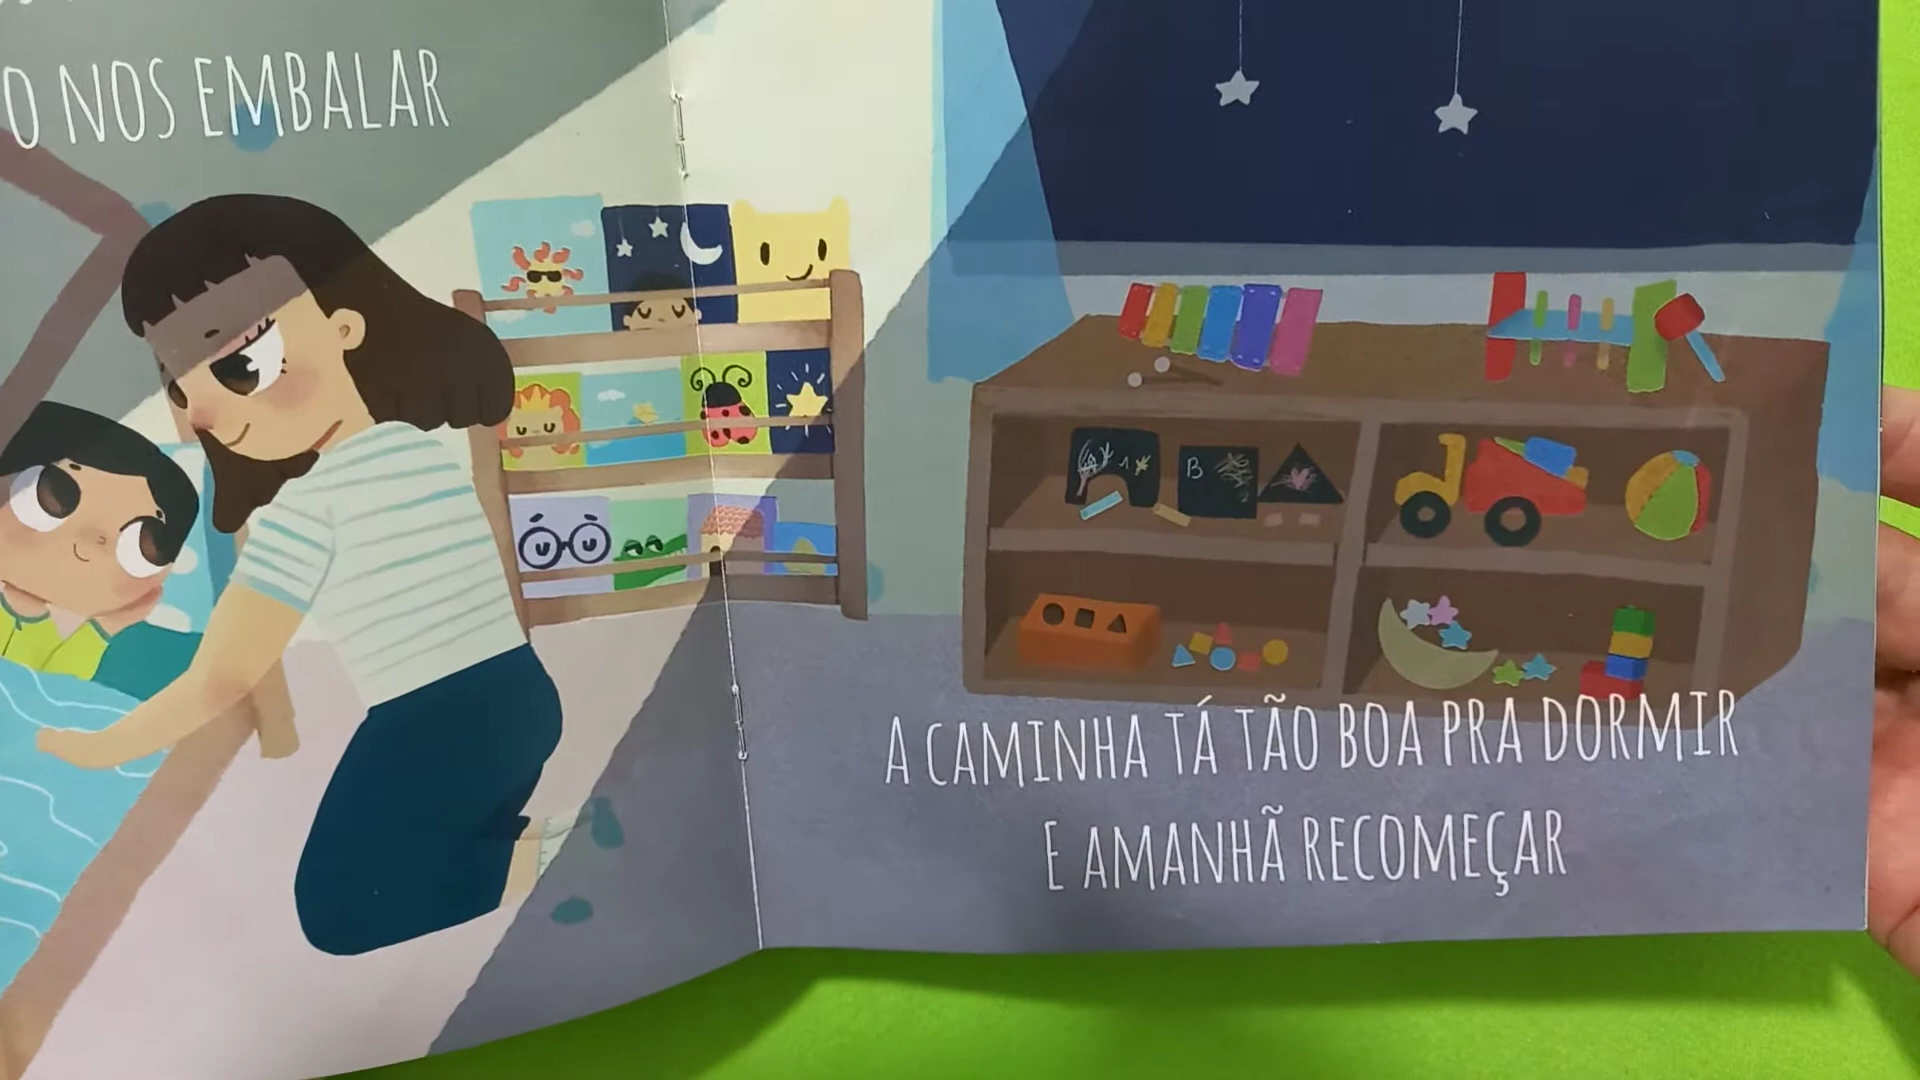 O NOS EMBALAR
B
A CAMINHA TÁ TÃO BOA PRA DORMIR
E AMANHÃ RECOMEÇAR